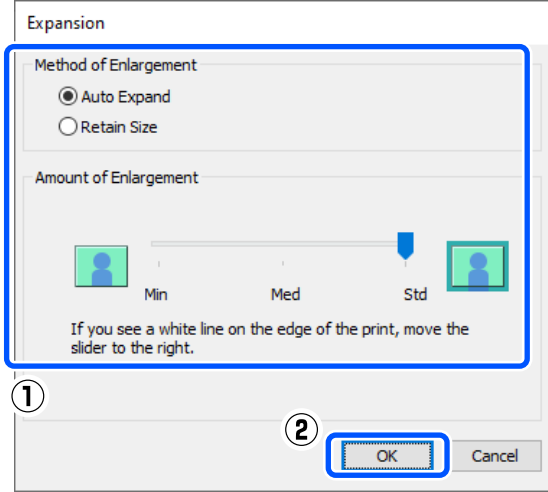 Expansion
Method of Enlargement
Auto Expand
Retain Size
Amount of Enlargement
Min Med Std
If you see a white line on the edge of the print, move the
slider to the right.
①
②
OK Cancel